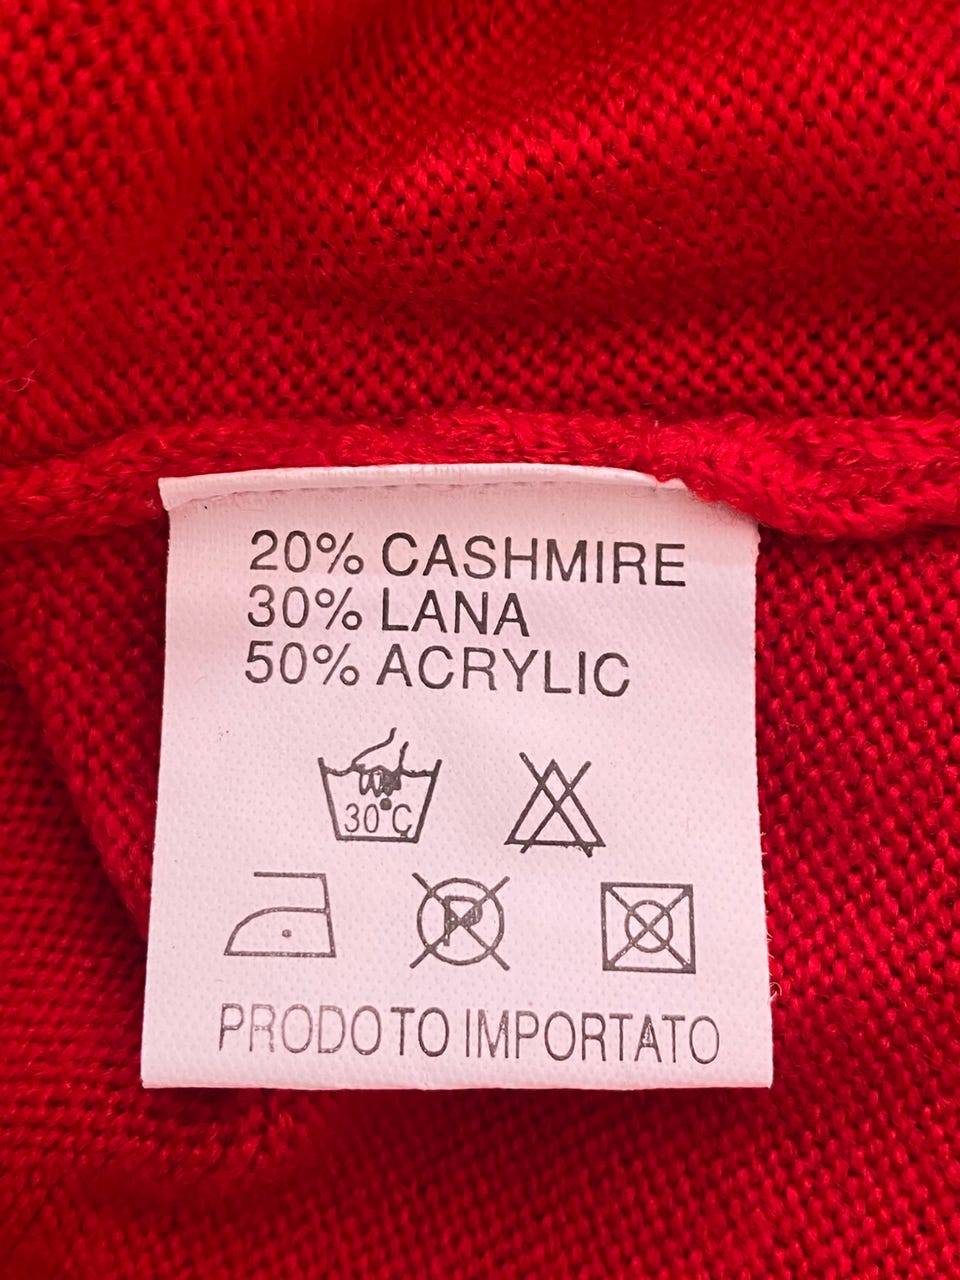 20% CASHMIRE
30% LANA
50% ACRYLIC
30°C
P
PRODOTO IMPORTATO